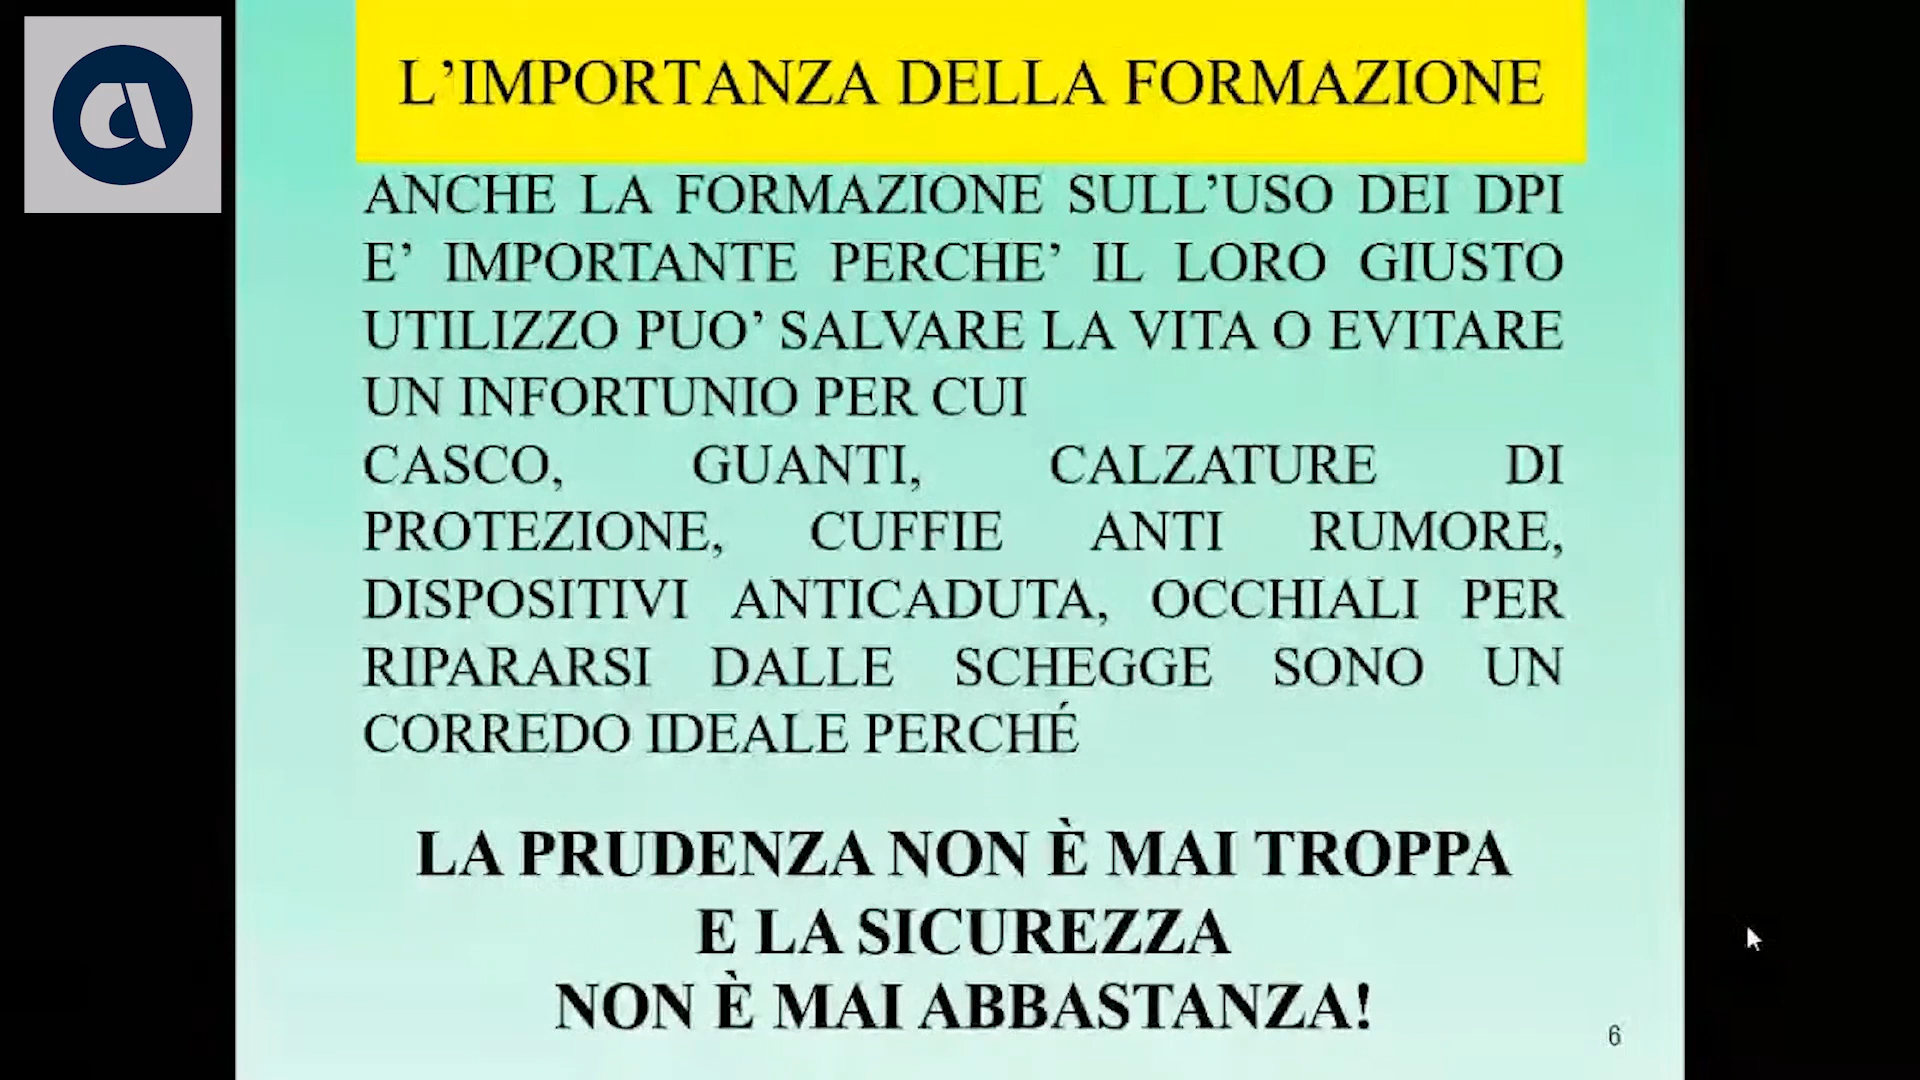 L’IMPORTANZA DELLA FORMAZIONE
ANCHE LA FORMAZIONE SULL’USO DEI DPI
E’ IMPORTANTE PERCHE’ IL LORO GIUSTO
UTILIZZO PUO’ SALVARE LA VITA O EVITARE
UN INFORTUNIO PER CUI
CASCO, GUANTI, CALZATURE DI
PROTEZIONE, CUFFIE ANTI RUMORE,
DISPOSITIVI ANTICADUTA, OCCHIALI PER
RIPARARSI DALLE SCHEGGE SONO UN
CORREDO IDEALE PERCHÉ
LA PRUDENZA NON È MAI TROPPA
E LA SICUREZZA
NON È MAI ABBASTANZA!
6